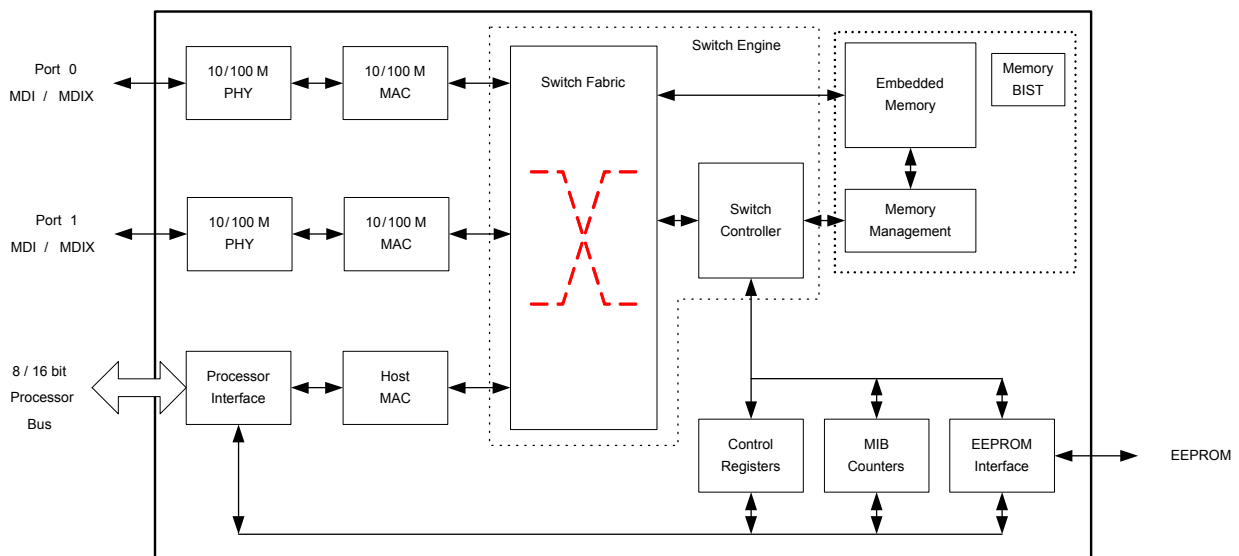 Port 0
MDI / MDIX
10/100 M
PHY
10/100 M
MAC
Switch Engine
Switch Fabric
Embedded
Memory
Memory
BIST
Port 1
MDI / MDIX
10/100 M
PHY
10/100 M
MAC
Switch
Controller
Memory
Management
8 / 16 bit
Processor
Bus
Processor
Interface
Host
MAC
Control
Registers
MIB
Counters
EEPROM
Interface
EEPROM